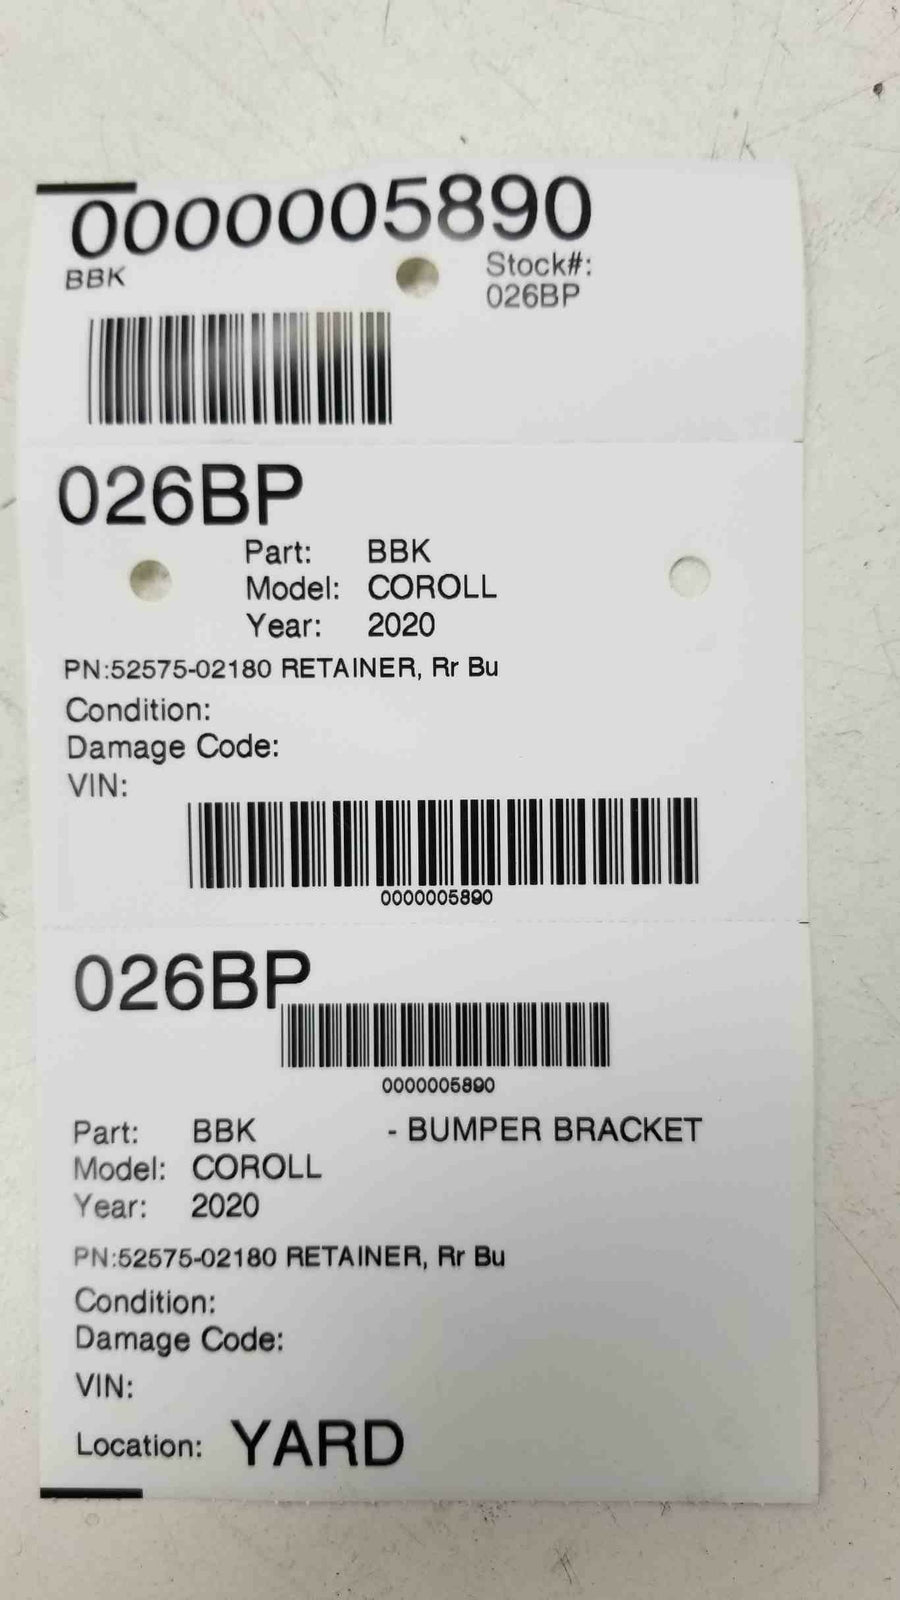 0000005890
BBK
Stock#:
026BP
026BP
Part: BBK
Model: COROLL
Year: 2020
PN:52575-02180 RETAINER, Rr Bu
Condition:
Damage Code:
VIN:
0000005890
026BP
0000005890
Part: BBK - BUMPER BRACKET
Model: COROLL
Year: 2020
PN:52575-02180 RETAINER, Rr Bu
Condition:
Damage Code:
VIN:
Location: YARD